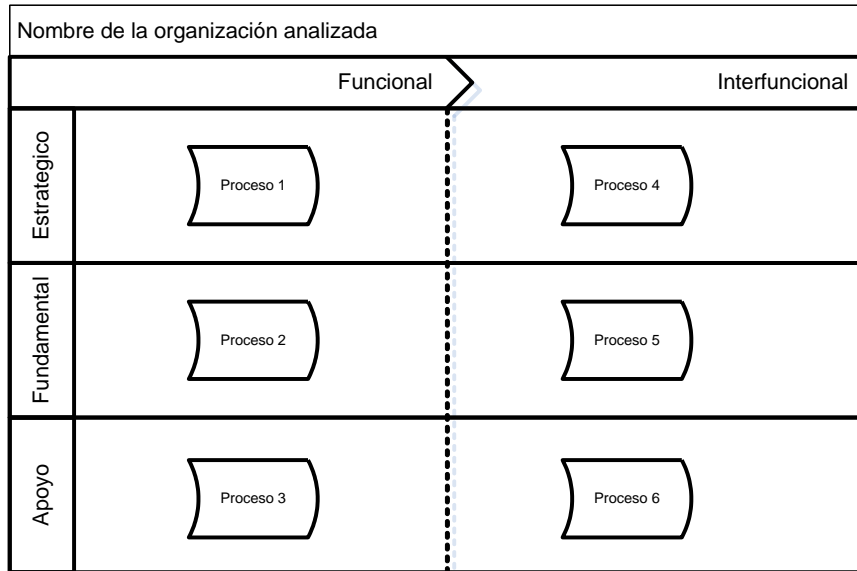 Nombre de la organización analizada
Funcional
Interfuncional
Estrategico
Proceso 1
Proceso 4
Fundamental
Proceso 2
Proceso 5
Apoyo
Proceso 3
Proceso 6